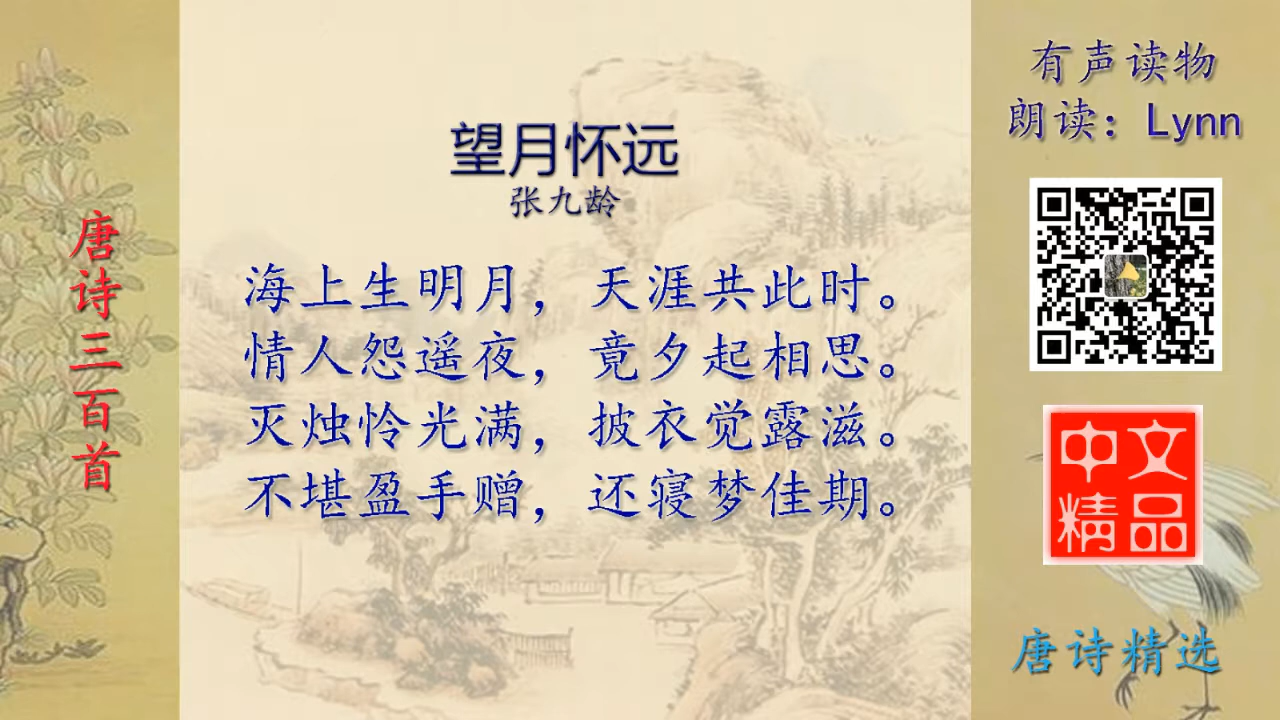 唐诗三百首
望月怀远
张九龄
海上生明月，天涯共此时。
情人怨遥夜，竟夕起相思。
灭烛怜光满，披衣觉露滋。
不堪盈手赠，还寝梦佳期。
有声读物
朗读：Lynn
中文
精品
唐诗精选